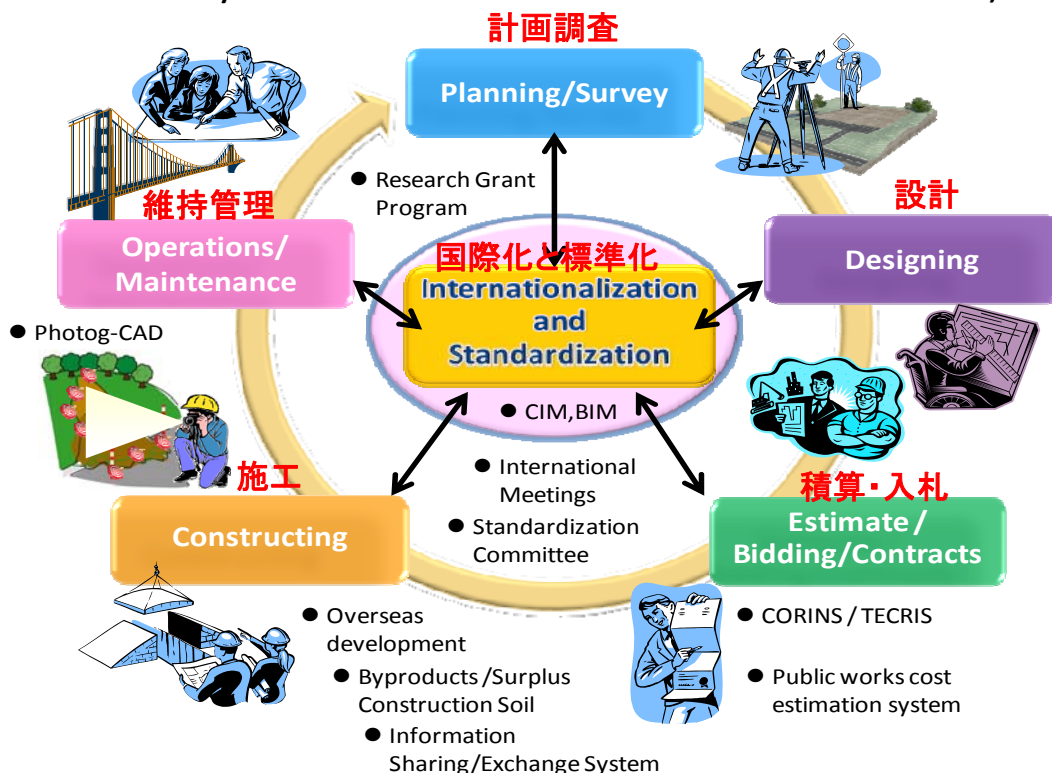 計画調査
Planning/Survey
● Research Grant
Program
維持管理
Operations/
Maintenance
設計
Designing
国際化と標準化
Internationalization
and
Standardization
● Photog-CAD
● CIM,BIM
● International
Meetings
● Standardization
Committee
施工
Constructing
積算・入札
Estimate /
Bidding/Contracts
● Overseas
development
● Byproducts /Surplus
Construction Soil
● Information
Sharing/Exchange System
● CORINS / TECRIS
● Public works cost
estimation system